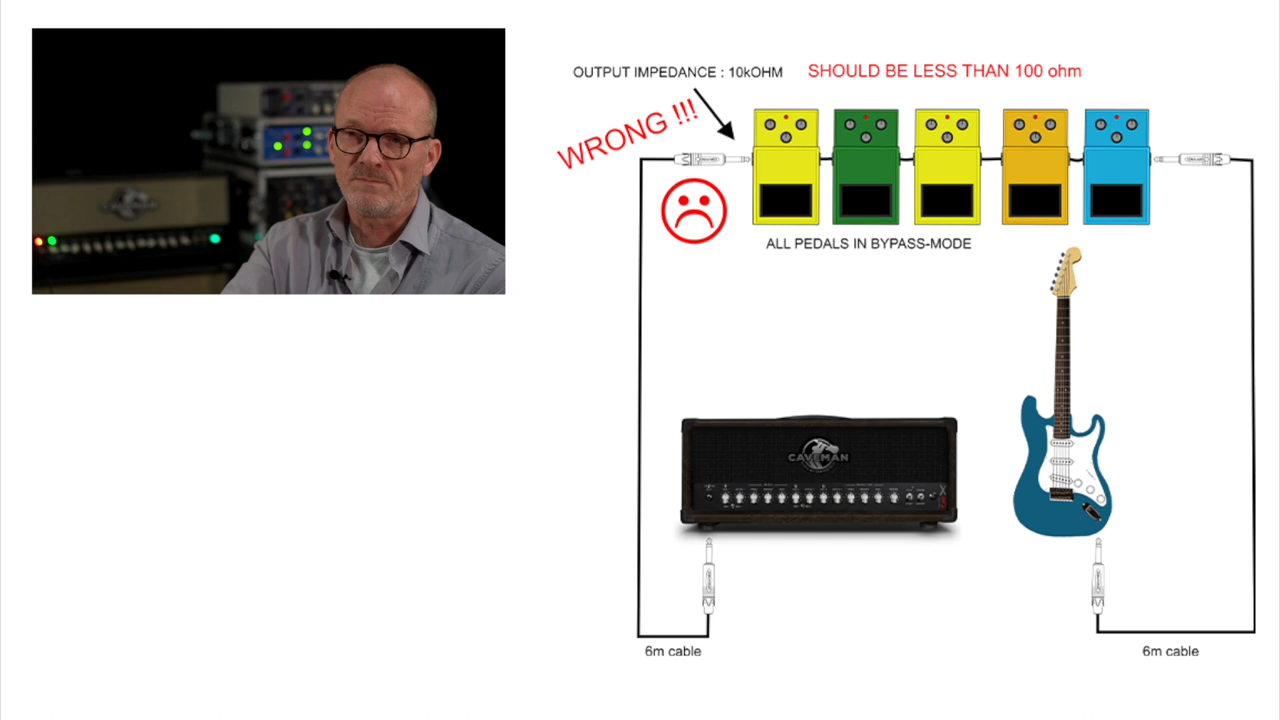 OUTPUT IMPEDANCE : 10kOHM
SHOULD BE LESS THAN 100 ohm
WRONG !!!
ALL PEDALS IN BYPASS-MODE
CAVEMAN
6m cable
6m cable